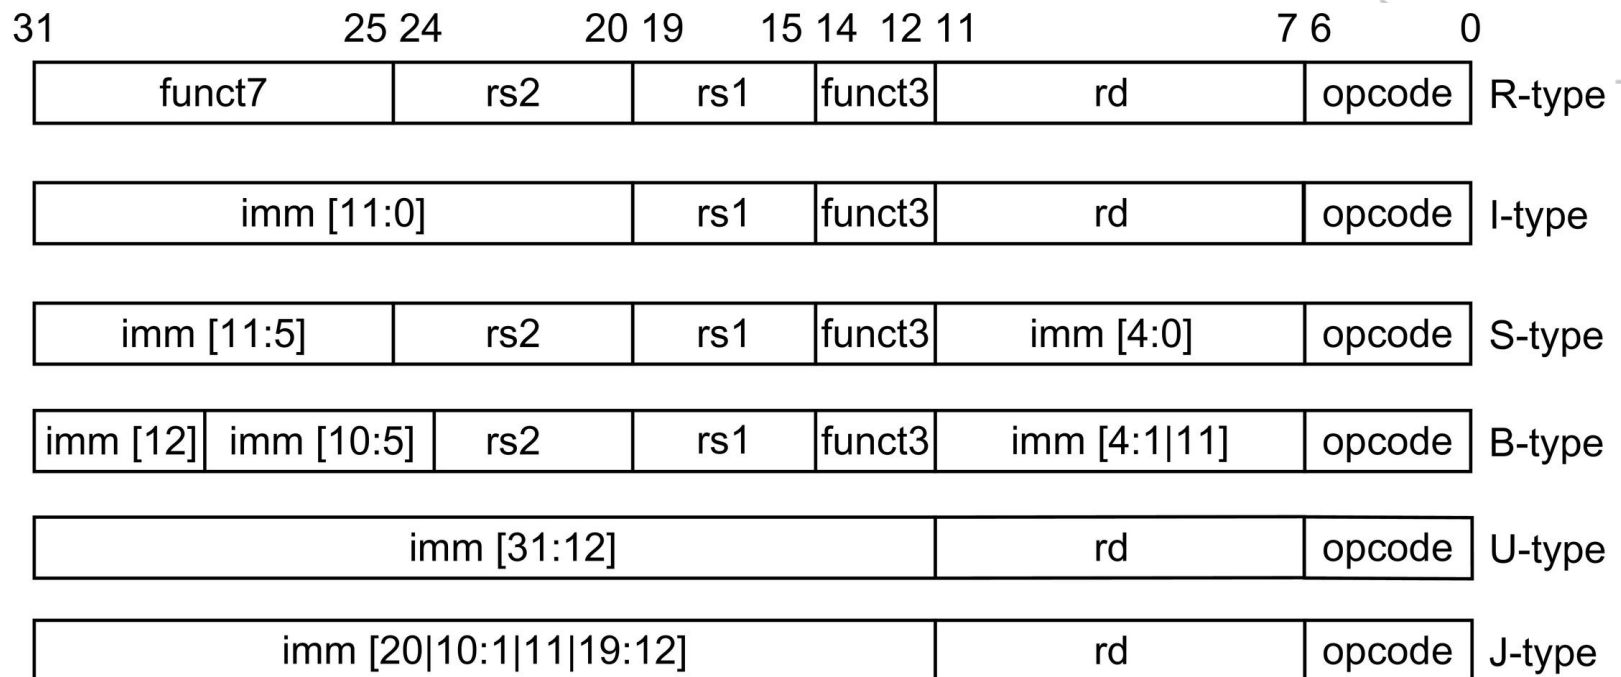 31 25 24 20 19 15 14 12 11 7 6 0
funct7 rs2 rs1 funct3 rd opcode R-type
imm [11:0] rs1 funct3 rd opcode I-type
imm [11:5] rs2 rs1 funct3 imm [4:0] opcode S-type
imm [12] imm [10:5] rs2 rs1 funct3 imm [4:1|11] opcode B-type
imm [31:12] rd opcode U-type
imm [20|10:1|11|19:12] rd opcode J-type